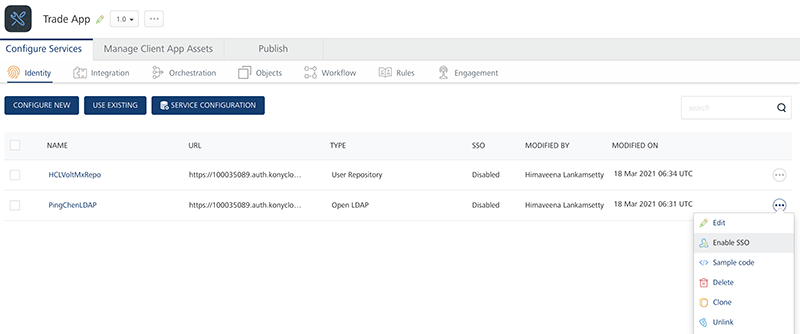 Trade App 1.0
Configure Services Manage Client App Assets Publish
Identity Integration Orchestration Objects Workflow Rules Engagement
CONFIGURE NEW USE EXISTING SERVICE CONFIGURATION search
NAME URL TYPE SSO MODIFIED BY MODIFIED ON
HCLVoltMxRepo https://100035089.auth.konyclo... User Repository Disabled Himaveena Lankamsetty 18 Mar 2021 06:34 UTC
PingChenLDAP https://100035089.auth.konyclo... Open LDAP Disabled Himaveena Lankamsetty 18 Mar 2021 06:31 UTC
Edit
Enable SSO
Sample code
Delete
Clone
Unlink